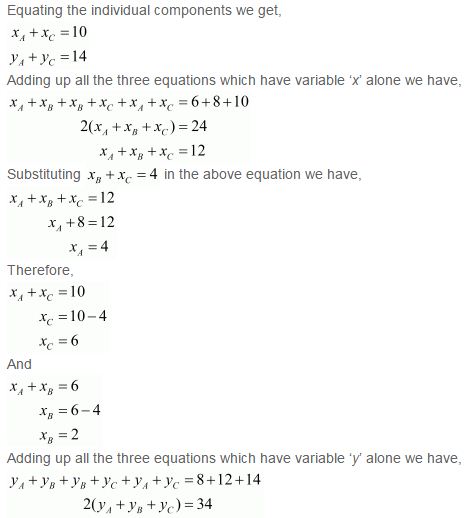 Equating the individual components we get,
x_A + x_C = 10
y_A + y_C = 14
Adding up all the three equations which have variable ‘x’ alone we have,
x_A + x_B + x_B + x_C + x_A + x_C = 6+8+10
2(x_A + x_B + x_C) = 24
x_A + x_B + x_C = 12
Substituting x_B + x_C = 4 in the above equation we have,
x_A + x_B + x_C = 12
x_A + 8 = 12
x_A = 4
Therefore,
x_A + x_C = 10
x_C = 10 – 4
x_C = 6
And
x_A + x_B = 6
x_B = 6 – 4
x_B = 2
Adding up all the three equations which have variable ‘y’ alone we have,
y_A + y_B + y_B + y_C + y_A + y_C = 8+12+14
2(y_A + y_B + y_C) = 34